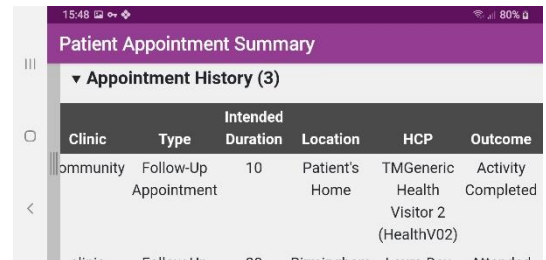 15:48 80%
Patient Appointment Summary
▾ Appointment History (3)
Clinic Type Intended Duration Location HCP Outcome
ommunity Follow-Up Appointment 10 Patient's Home TMGeneric Health Visitor 2 (HealthV02) Activity Completed